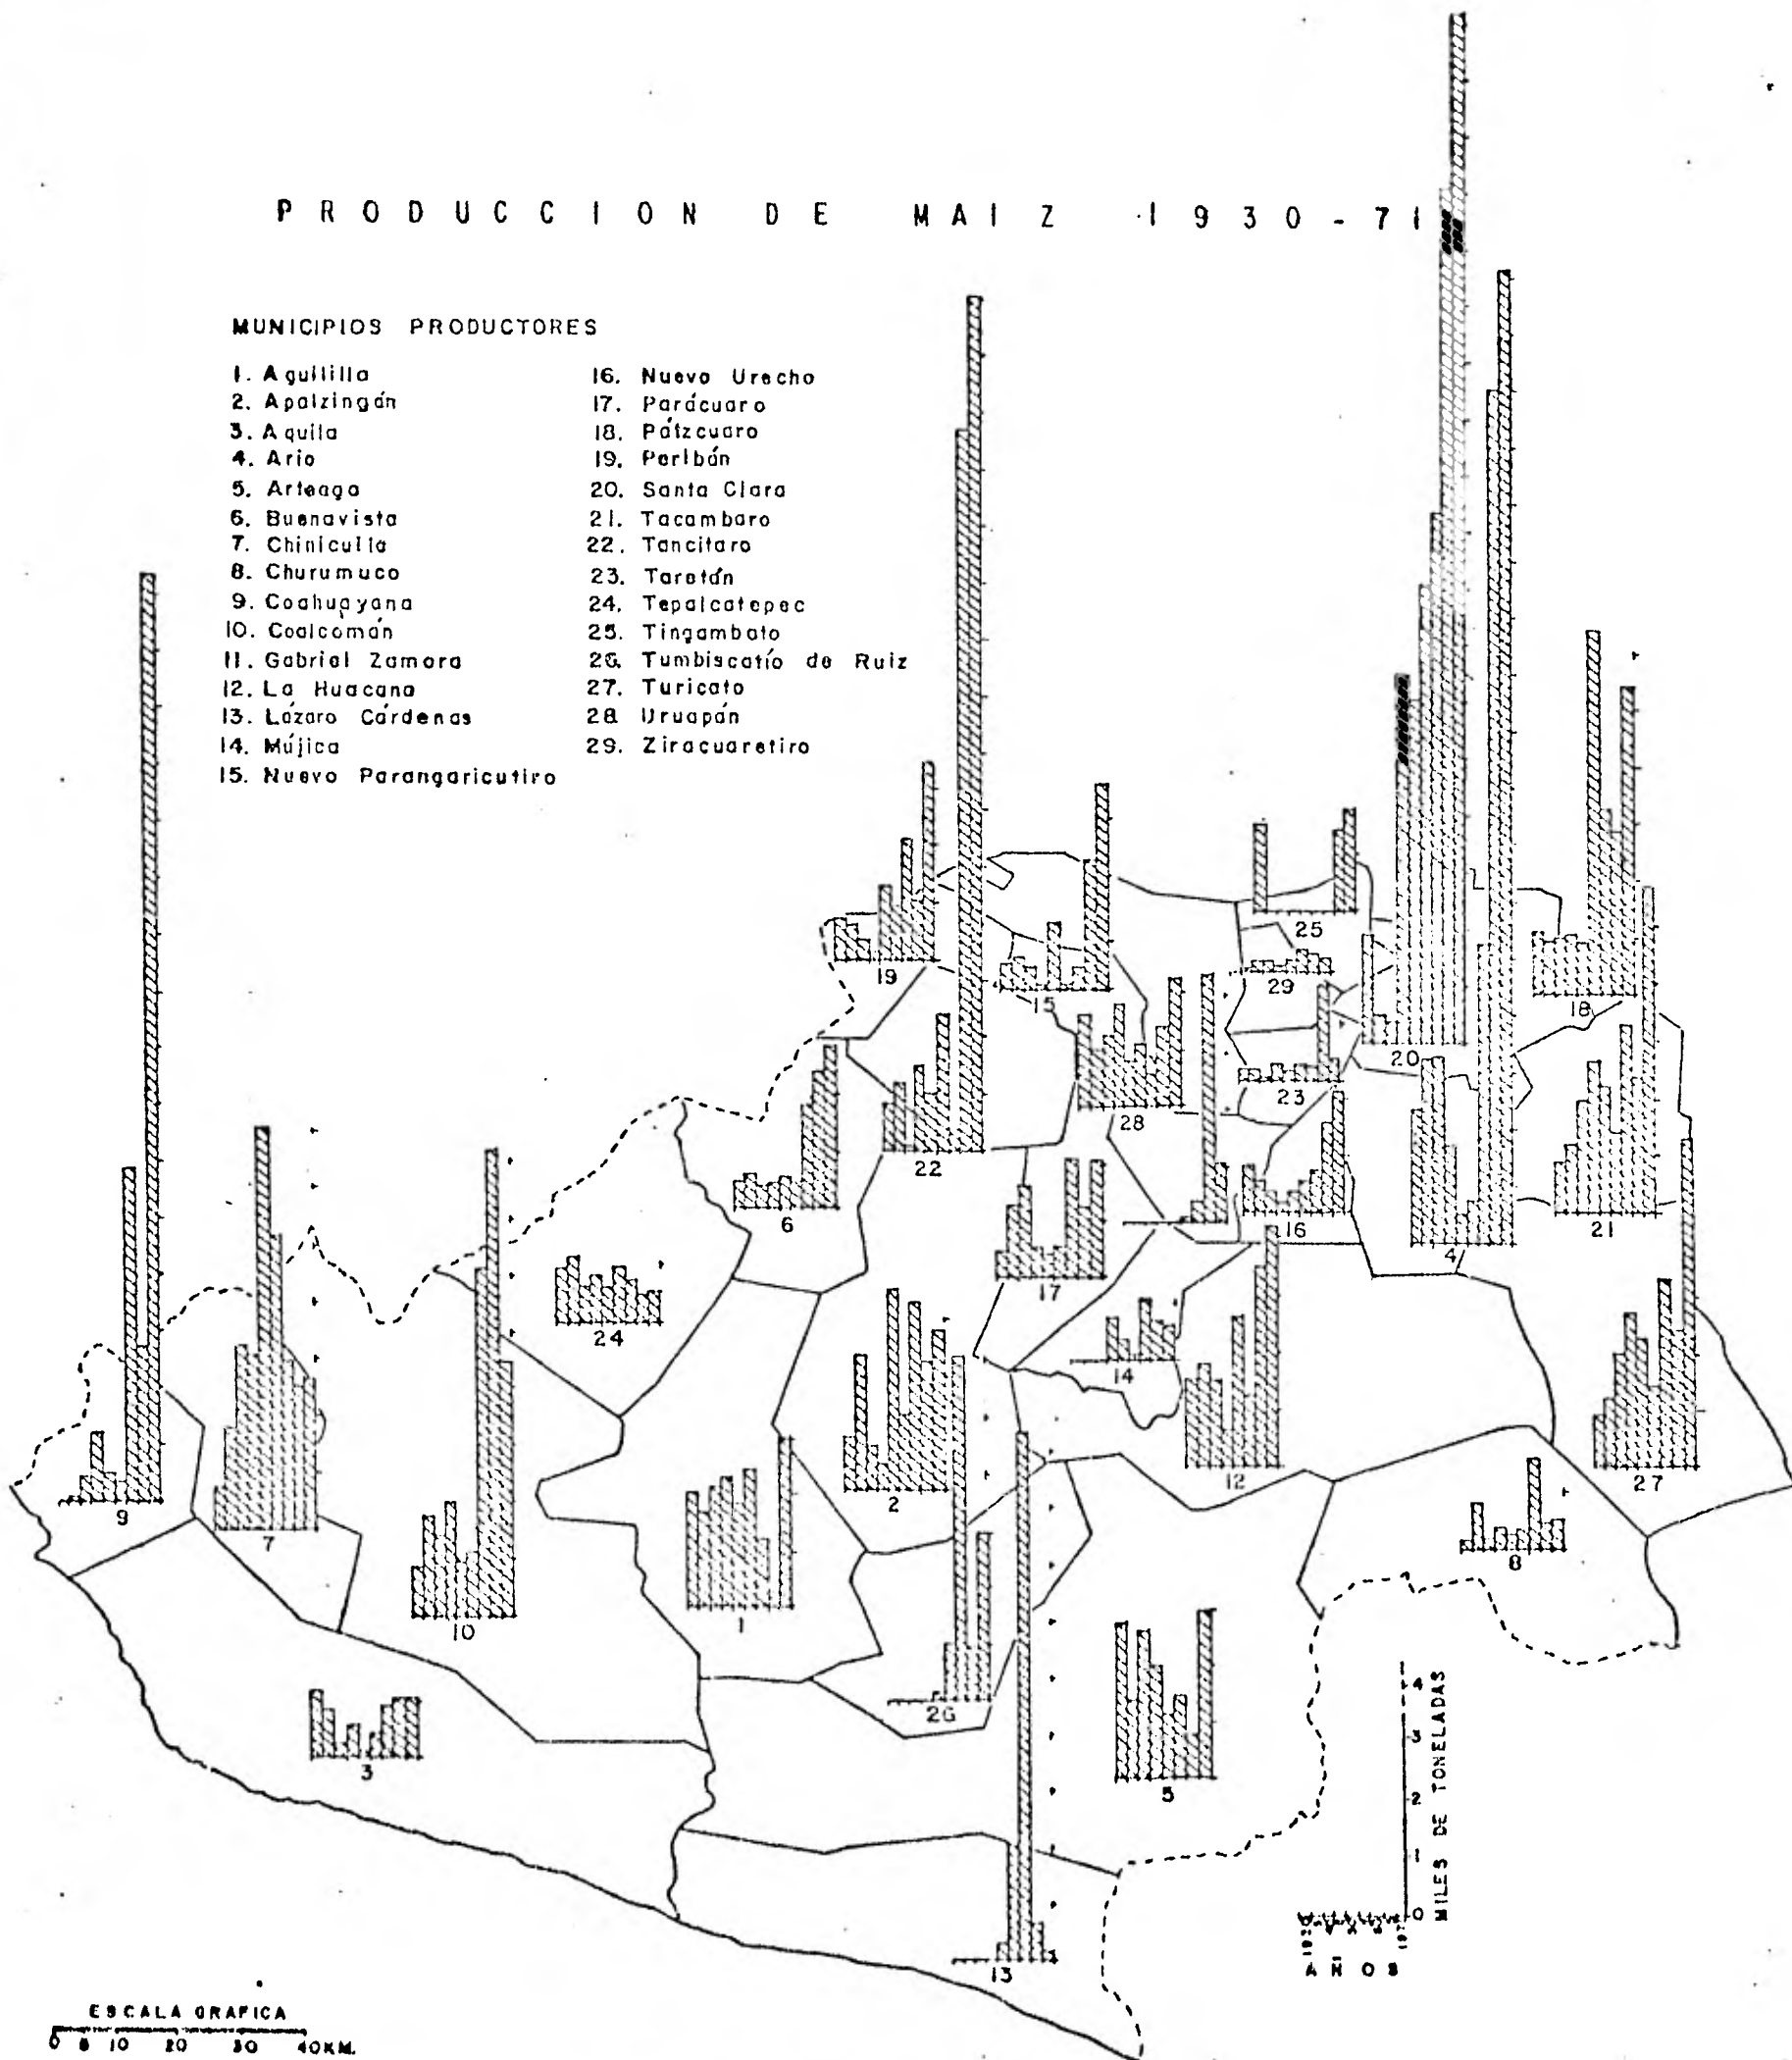 PRODUCCION DE MAIZ 1930-71
MUNICIPIOS PRODUCTORES
1. Aguililla
2. Apatzingán
3. Aquila
4. Ario
5. Arteaga
6. Buenavista
7. Chinicuila
8. Churumuco
9. Coahuayana
10. Coalcomán
11. Gabriel Zamora
12. La Huacana
13. Lázaro Cárdenas
14. Mújica
15. Nuevo Parangaricutiro
16. Nuevo Urecho
17. Parácuaro
18. Pátzcuaro
19. Peribán
20. Santa Clara
21. Tacambaro
22. Tancitaro
23. Taretán
24. Tepalcatepec
25. Tingambato
26. Tumbiscatío de Ruiz
27. Turicato
28. Uruapán
29. Ziracuaretiro
25
19
29
15
18
20
23
28
22
6
16
21
4
17
24
14
2
12
27
9
7
8
1
10
26
3
5
13
4
3
2
1
0
MILES DE TONELADAS
AÑOS
ESCALA GRAFICA
0 5 10 20 30 40KM.